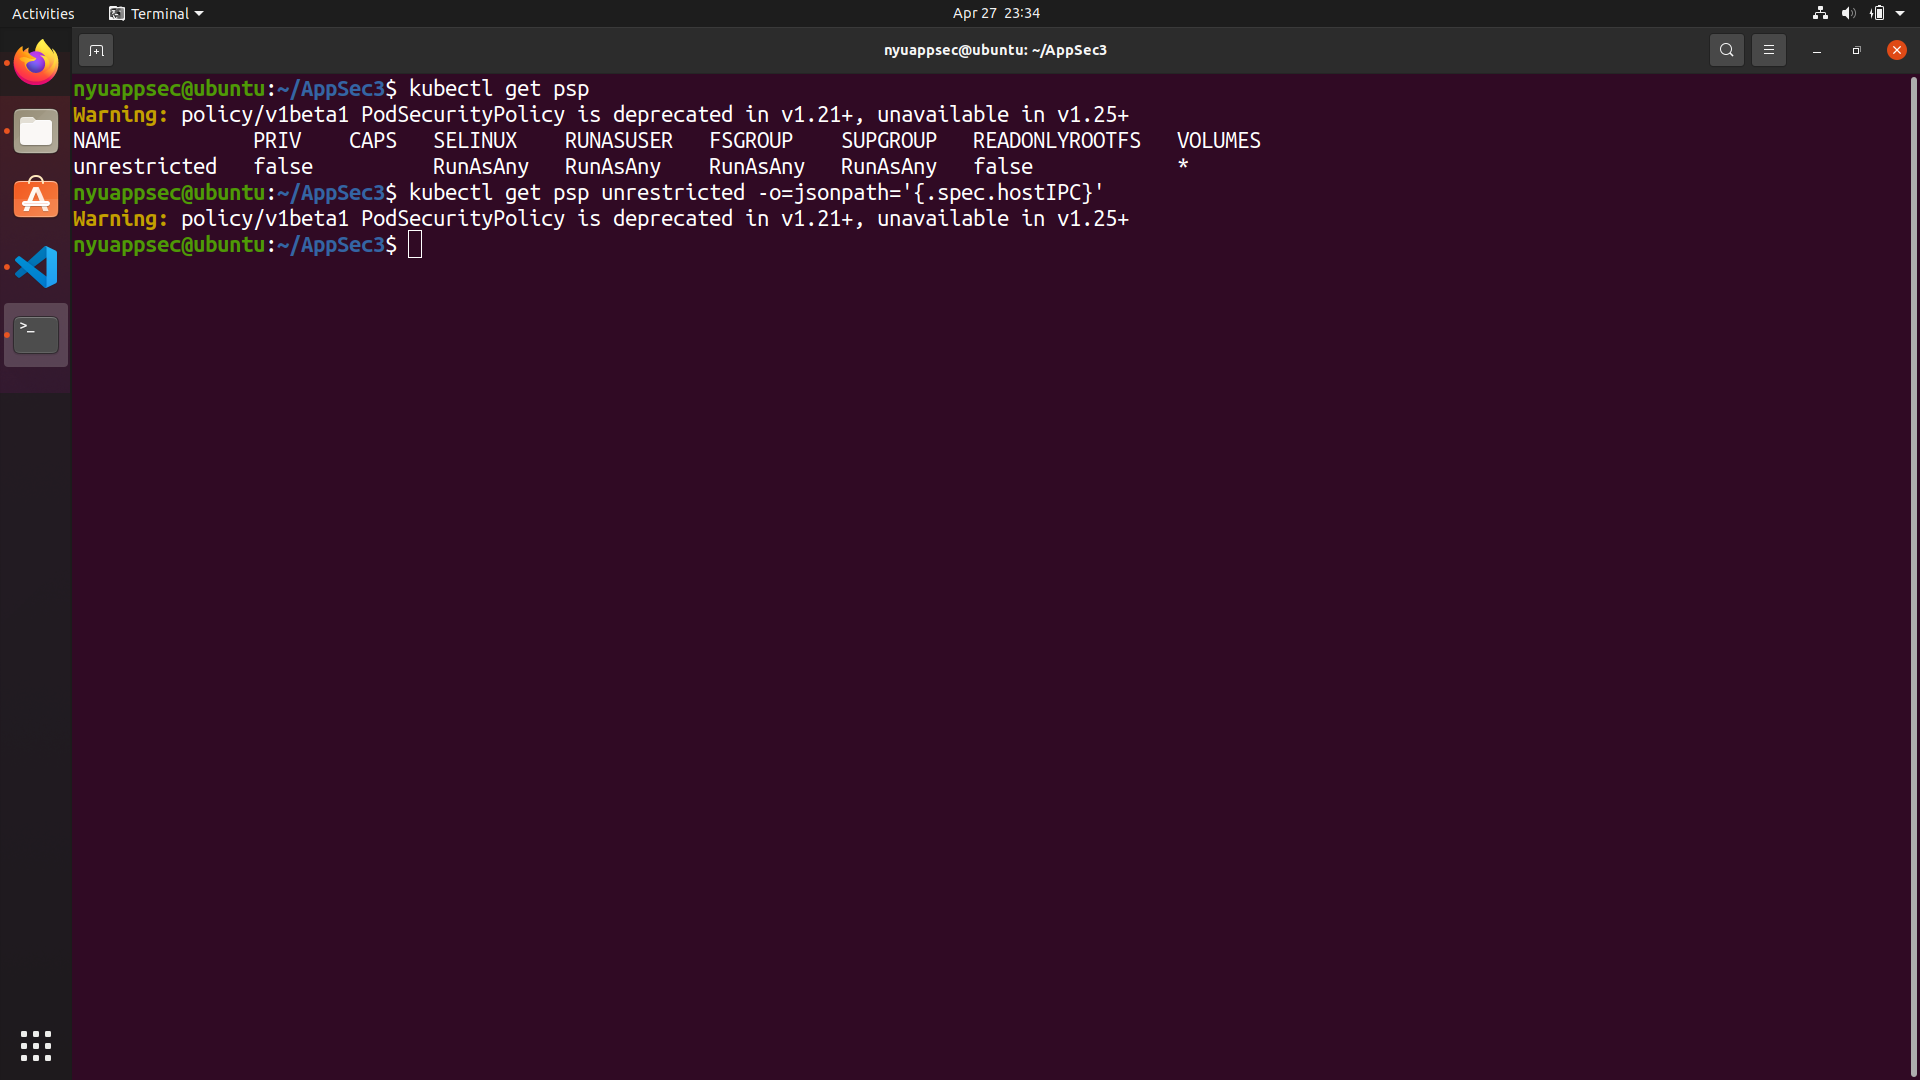 Activities
Terminal
Apr 27 23:34
nyuappsec@ubuntu: ~/AppSec3
nyuappsec@ubuntu:~/AppSec3$ kubectl get psp
Warning: policy/v1beta1 PodSecurityPolicy is deprecated in v1.21+, unavailable in v1.25+
NAME PRIV CAPS SELINUX RUNASUSER FSGROUP SUPGROUP READONLYROOTFS VOLUMES
unrestricted false RunAsAny RunAsAny RunAsAny RunAsAny false *
nyuappsec@ubuntu:~/AppSec3$ kubectl get psp unrestricted -o=jsonpath='{.spec.hostIPC}'
Warning: policy/v1beta1 PodSecurityPolicy is deprecated in v1.21+, unavailable in v1.25+
nyuappsec@ubuntu:~/AppSec3$